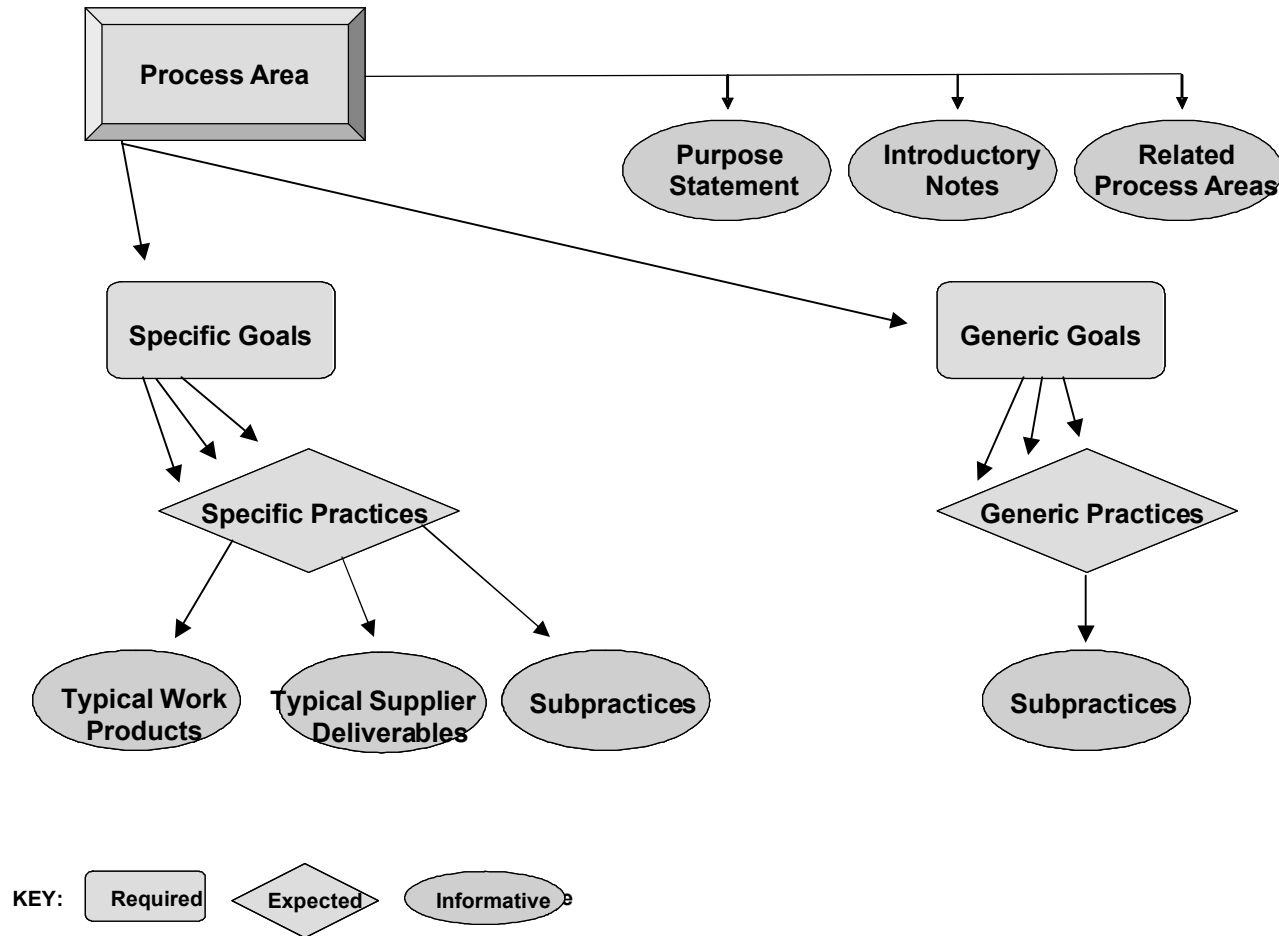 Process Area
Purpose
Statement
Introductory
Notes
Related
Process Areas
Specific Goals
Generic Goals
Specific Practices
Generic Practices
Typical Work
Products
Typical Supplier
Deliverables
Subpractices
Subpractices
KEY:
Required
Expected
Informative
e